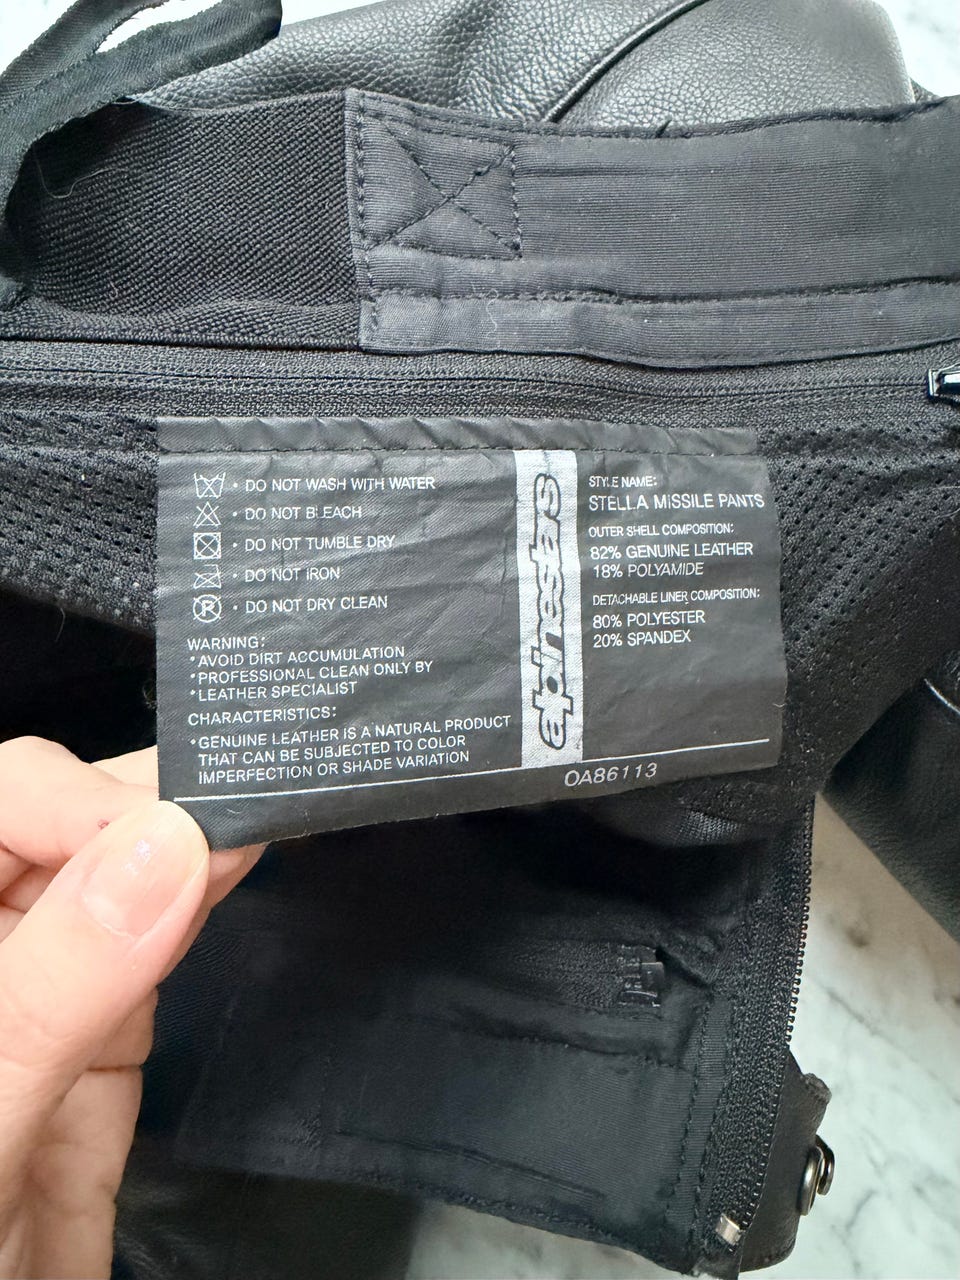 • DO NOT WASH WITH WATER
• DO NOT BLEACH
• DO NOT TUMBLE DRY
• DO NOT IRON
P • DO NOT DRY CLEAN
WARNING:
*AVOID DIRT ACCUMULATION
*PROFESSIONAL CLEAN ONLY BY
*LEATHER SPECIALIST
CHARACTERISTICS:
*GENUINE LEATHER IS A NATURAL PRODUCT
THAT CAN BE SUBJECTED TO COLOR
IMPERFECTION OR SHADE VARIATION
alpinestars
STYLE NAME:
STELLA MISSILE PANTS
OUTER SHELL COMPOSITION:
82% GENUINE LEATHER
18% POLYAMIDE
DETACHABLE LINER COMPOSITION:
80% POLYESTER
20% SPANDEX
OA86113